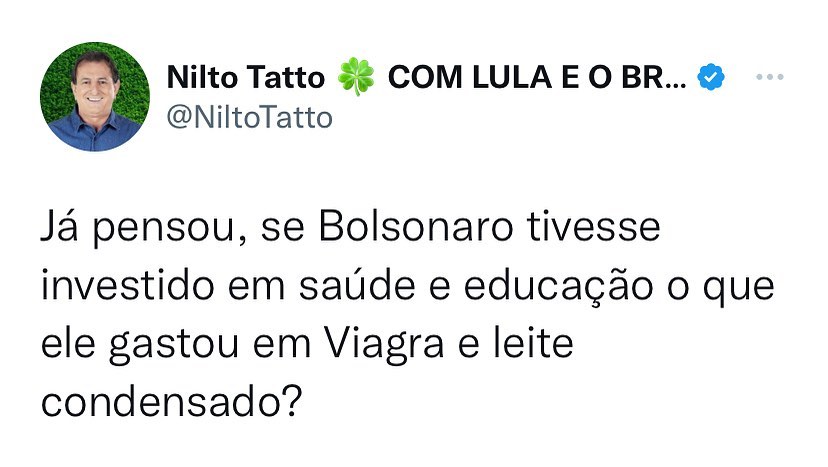 Nilto Tatto 🍀 COM LULA E O BR...
@NiltoTatto
Já pensou, se Bolsonaro tivesse
investido em saúde e educação o que
ele gastou em Viagra e leite
condensado?